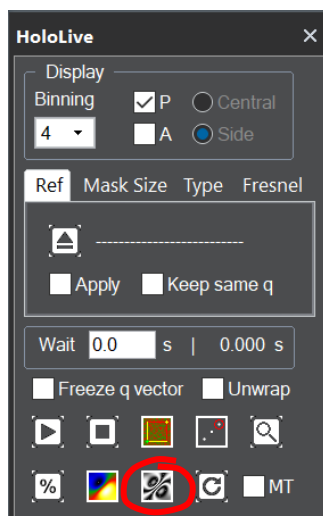 HoloLive ×
Display
Binning P Central
4 A Side
Ref Mask Size Type Fresnel
--------------------------
Apply Keep same q
Wait 0.0 s | 0.000 s
Freeze q vector Unwrap
% % C MT